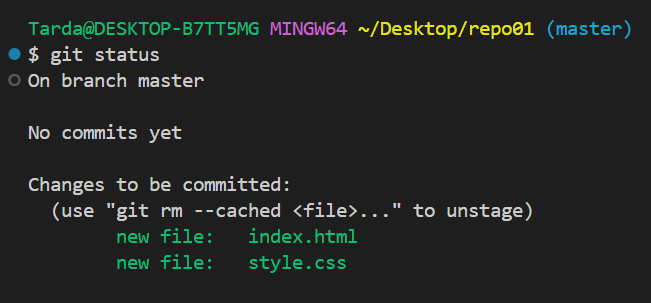 Tarda@DESKTOP-B7TT5MG MINGW64 ~/Desktop/repo01 (master)
$ git status
On branch master
No commits yet
Changes to be committed:
(use "git rm --cached <file>..." to unstage)
new file: index.html
new file: style.css